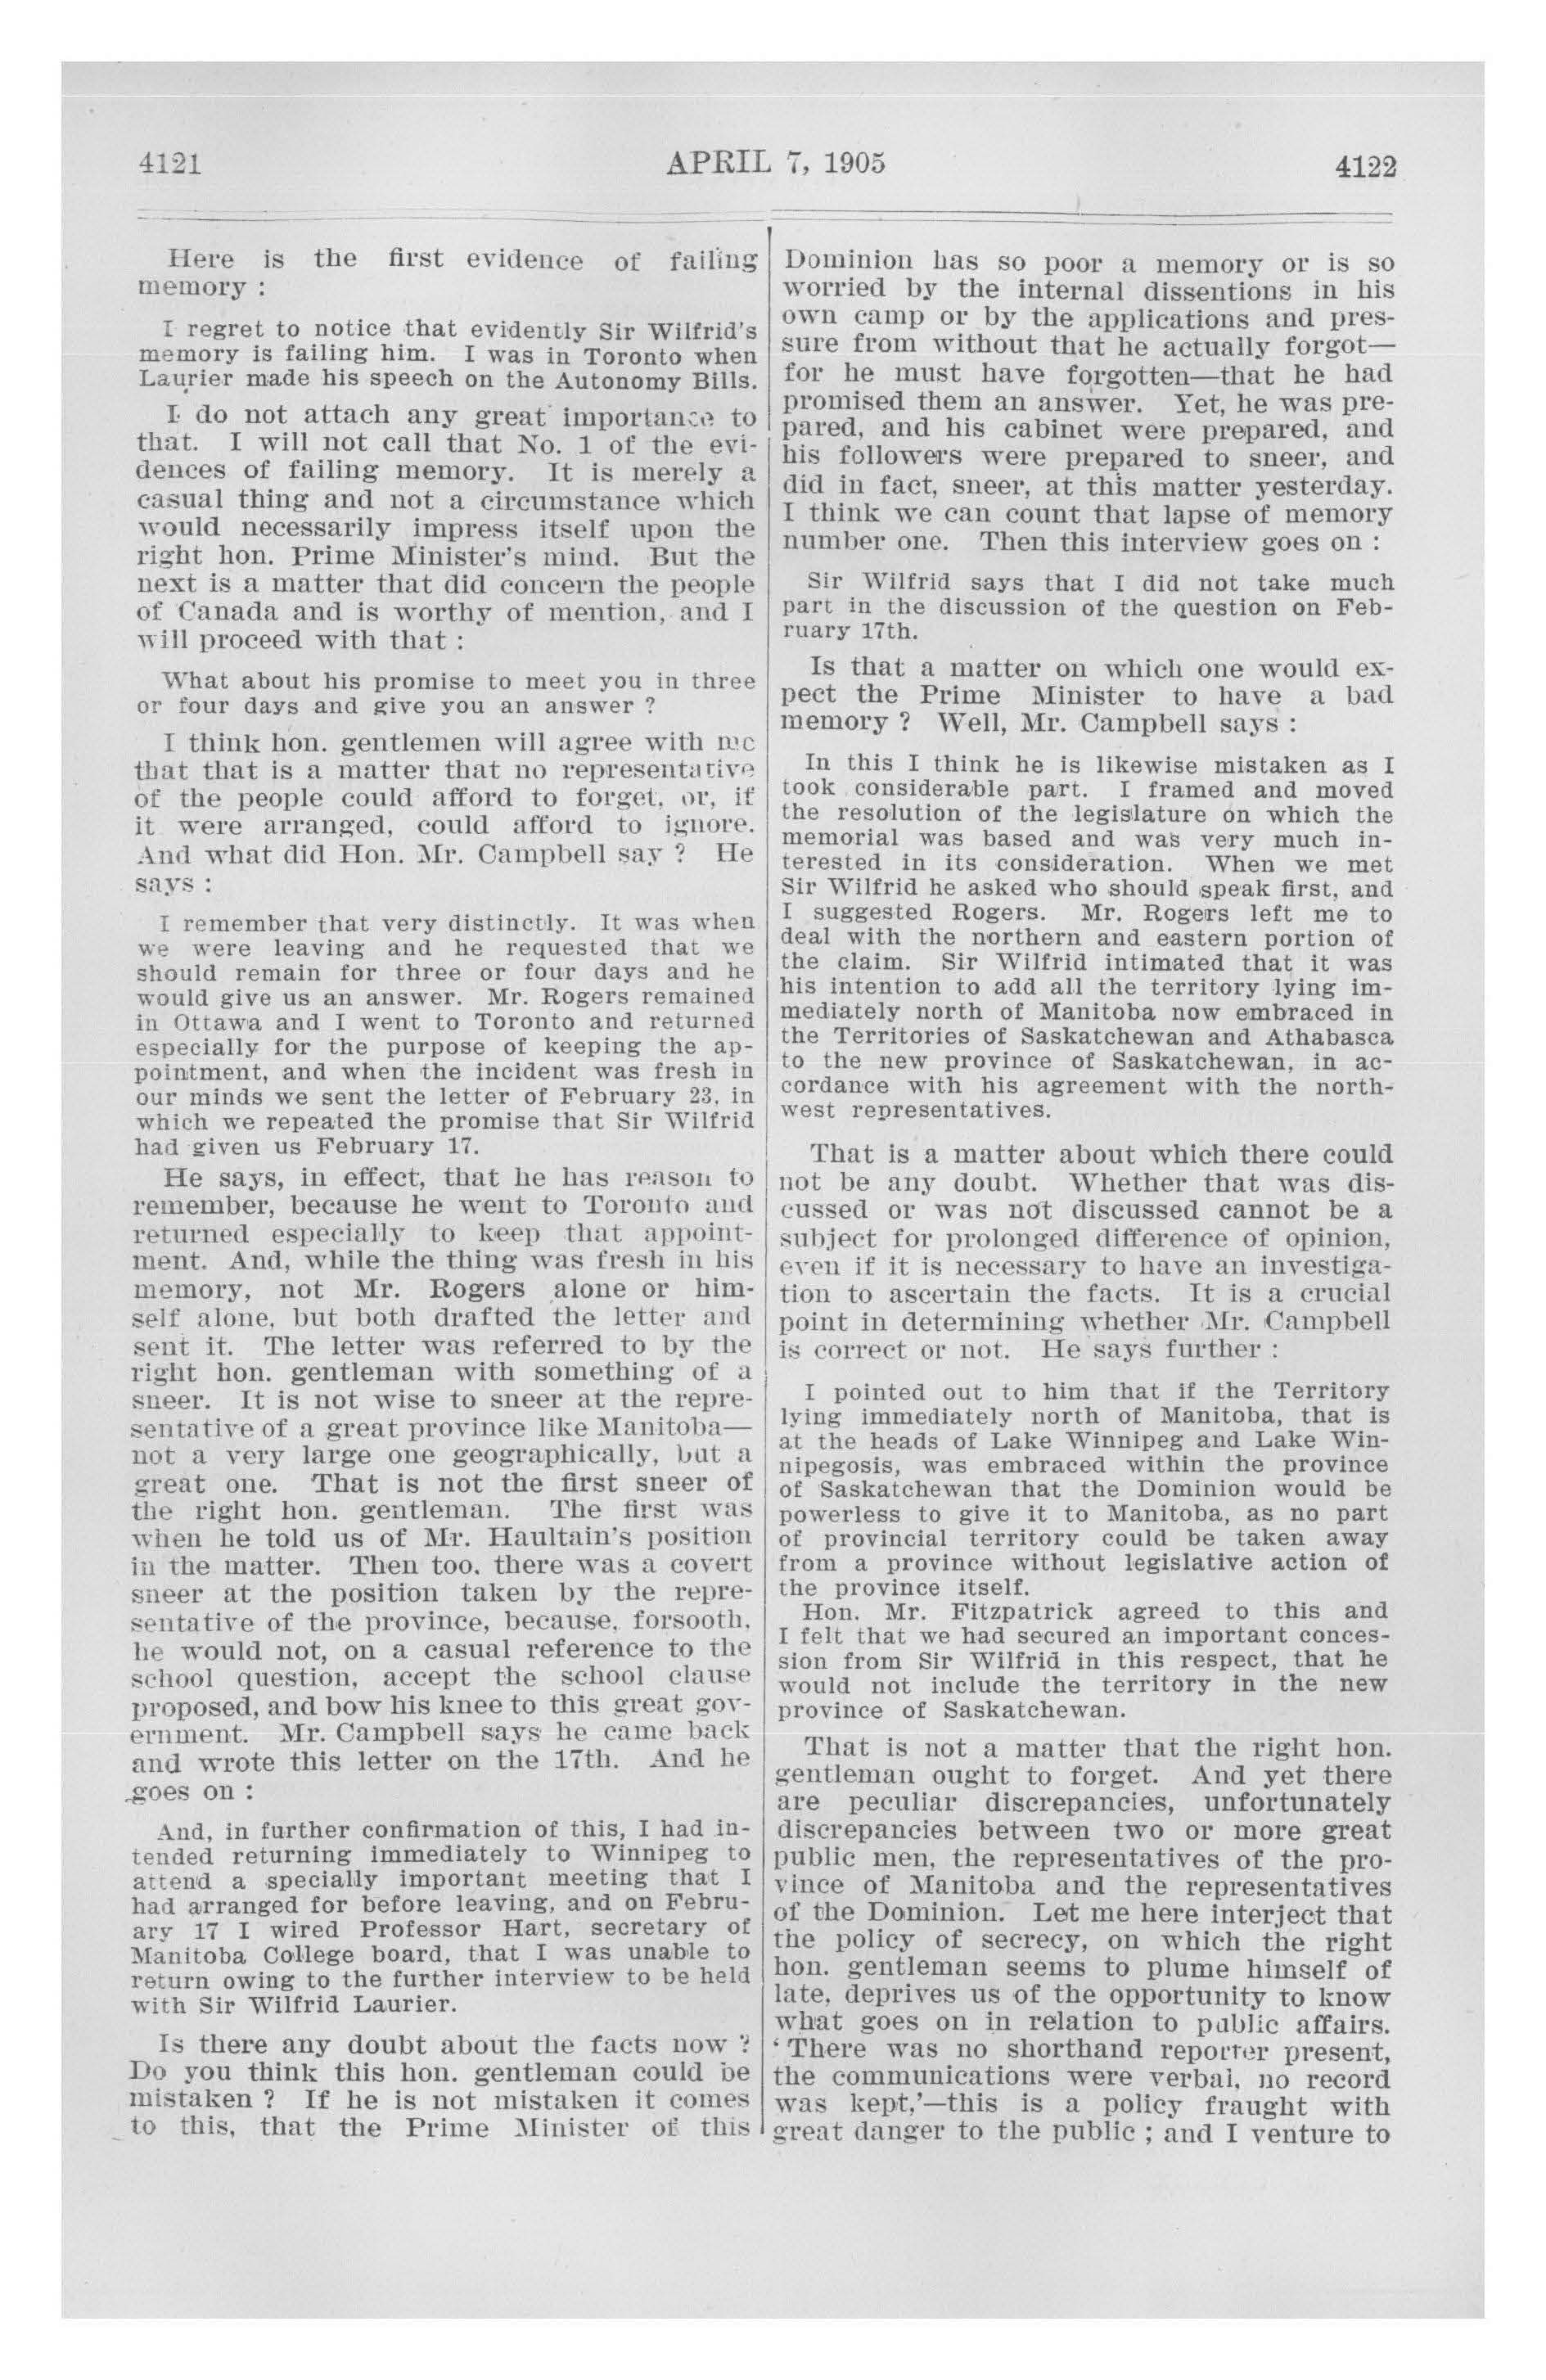 4121
APRIL 7, 1905
4122
Here is the first evidence of failing
memory :
I regret to notice that evidently Sir Wilfrid's
memory is failing him. I was in Toronto when
Laurier made his speech on the Autonomy Bills.
I do not attach any great importance to
that. I will not call that No. 1 of the evi-
dences of failing memory. It is merely a
casual thing and not a circumstance which
would necessarily impress itself upon the
right hon. Prime Minister's mind. But the
next is a matter that did concern the people
of Canada and is worthy of mention, and I
will proceed with that :
What about his promise to meet you in three
or four days and give you an answer ?
I think hon. gentlemen will agree with me
that that is a matter that no representative
of the people could afford to forget, or, if
it were arranged, could afford to ignore.
And what did Hon. Mr. Campbell say ? He
says :
I remember that very distinctly. It was when
we were leaving and he requested that we
should remain for three or four days and he
would give us an answer. Mr. Rogers remained
in Ottawa and I went to Toronto and returned
especially for the purpose of keeping the ap-
pointment, and when the incident was fresh in
our minds we sent the letter of February 23, in
which we repeated the promise that Sir Wilfrid
had given us February 17.
He says, in effect, that he has reason to
remember, because he went to Toronto and
returned especially to keep that appoint-
ment. And, while the thing was fresh in his
memory, not Mr. Rogers alone or him-
self alone, but both drafted the letter and
sent it. The letter was referred to by the
right hon. gentleman with something of a
sneer. It is not wise to sneer at the repre-
sentative of a great province like Manitoba—
not a very large one geographically, but a
great one. That is not the first sneer of
the right hon. gentleman. The first was
when he told us of Mr. Haultain's position
in the matter. Then too, there was a covert
sneer at the position taken by the repre-
sentative of the province, because, forsooth,
he would not, on a casual reference to the
school question, accept the school clause
proposed, and bow his knee to this great gov-
ernment. Mr. Campbell says he came back
and wrote this letter on the 17th. And he
goes on :
And, in further confirmation of this, I had in-
tended returning immediately to Winnipeg to
attend a specially important meeting that I
had arranged for before leaving, and on Febru-
ary 17 I wired Professor Hart, secretary of
Manitoba College board, that I was unable to
return owing to the further interview to be held
with Sir Wilfrid Laurier.
Is there any doubt about the facts now ?
Do you think this hon. gentleman could be
mistaken ? If he is not mistaken it comes
to this, that the Prime Minister of this
Dominion has so poor a memory or is so
worried by the internal dissentions in his
own camp or by the applications and pres-
sure from without that he actually forgot—
for he must have forgotten—that he had
promised them an answer. Yet, he was pre-
pared, and his cabinet were prepared, and
his followers were prepared to sneer, and
did in fact, sneer, at this matter yesterday.
I think we can count that lapse of memory
number one. Then this interview goes on :
Sir Wilfrid says that I did not take much
part in the discussion of the question on Feb-
ruary 17th.
Is that a matter on which one would ex-
pect the Prime Minister to have a bad
memory ? Well, Mr. Campbell says :
In this I think he is likewise mistaken as I
took considerable part. I framed and moved
the resolution of the legislature on which the
memorial was based and was very much in-
terested in its consideration. When we met
Sir Wilfrid he asked who should speak first, and
I suggested Rogers. Mr. Rogers left me to
deal with the northern and eastern portion of
the claim. Sir Wilfrid intimated that it was
his intention to add all the territory lying im-
mediately north of Manitoba now embraced in
the Territories of Saskatchewan and Athabasca
to the new province of Saskatchewan, in ac-
cordance with his agreement with the north-
west representatives.
That is a matter about which there could
not be any doubt. Whether that was dis-
cussed or was not discussed cannot be a
subject for prolonged difference of opinion,
even if it is necessary to have an investiga-
tion to ascertain the facts. It is a crucial
point in determining whether Mr. Campbell
is correct or not. He says further :
I pointed out to him that if the Territory
lying immediately north of Manitoba, that is
at the heads of Lake Winnipeg and Lake Win-
nipegosis, was embraced within the province
of Saskatchewan that the Dominion would be
powerless to give it to Manitoba, as no part
of provincial territory could be taken away
from a province without legislative action of
the province itself.
Hon. Mr. Fitzpatrick agreed to this and
I felt that we had secured an important conces-
sion from Sir Wilfrid in this respect, that he
would not include the territory in the new
province of Saskatchewan.
That is not a matter that the right hon.
gentleman ought to forget. And yet there
are peculiar discrepancies, unfortunately
discrepancies between two or more great
public men, the representatives of the pro-
vince of Manitoba and the representatives
of the Dominion. Let me here interject that
the policy of secrecy, on which the right
hon. gentleman seems to plume himself of
late, deprives us of the opportunity to know
what goes on in relation to public affairs.
‘ There was no shorthand reporter present,
the communications were verbal, no record
was kept,’—this is a policy fraught with
great danger to the public ; and I venture to